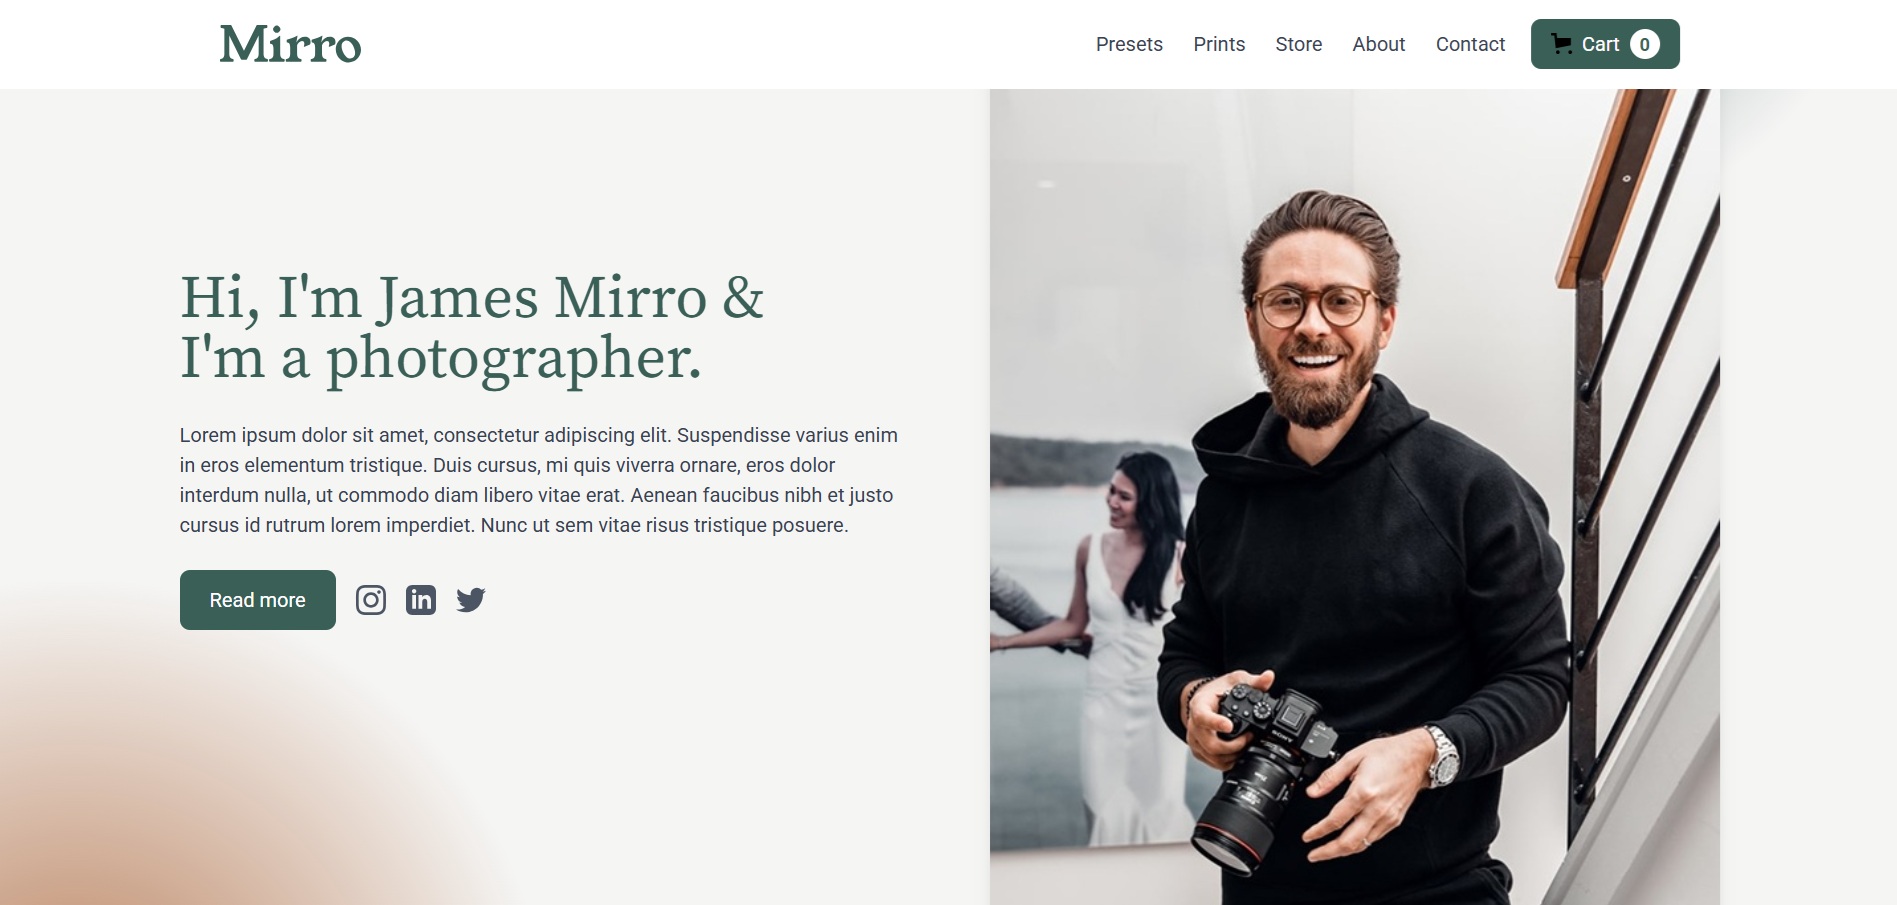 Mirro
Presets Prints Store About Contact Cart 0
Hi, I'm James Mirro &
I'm a photographer.
Lorem ipsum dolor sit amet, consectetur adipiscing elit. Suspendisse varius enim
in eros elementum tristique. Duis cursus, mi quis viverra ornare, eros dolor
interdum nulla, ut commodo diam libero vitae erat. Aenean faucibus nibh et justo
cursus id rutrum lorem imperdiet. Nunc ut sem vitae risus tristique posuere.
Read more
in
SONY